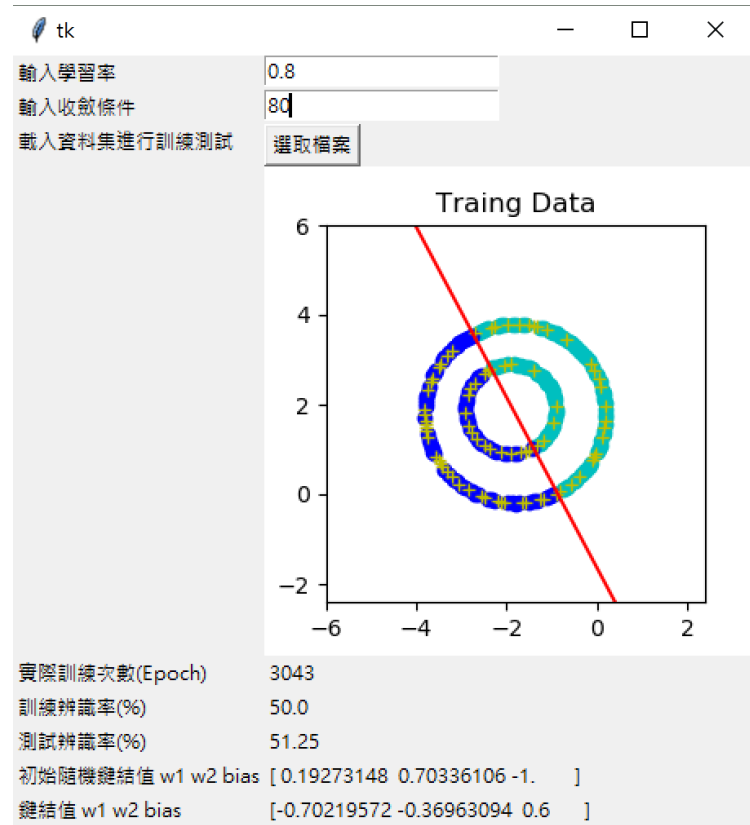 tk
輸入學習率 0.8
輸入收斂條件 80
載入資料集進行訓練測試 選取檔案
Traing Data
6
4
2
0
−2
−6 −4 −2 0 2
實際訓練次數(Epoch) 3043
訓練辨識率(%) 50.0
測試辨識率(%) 51.25
初始隨機鍵結值 w1 w2 bias [ 0.19273148 0.70336106 -1. ]
鍵結值 w1 w2 bias [-0.70219572 -0.36963094 0.6 ]